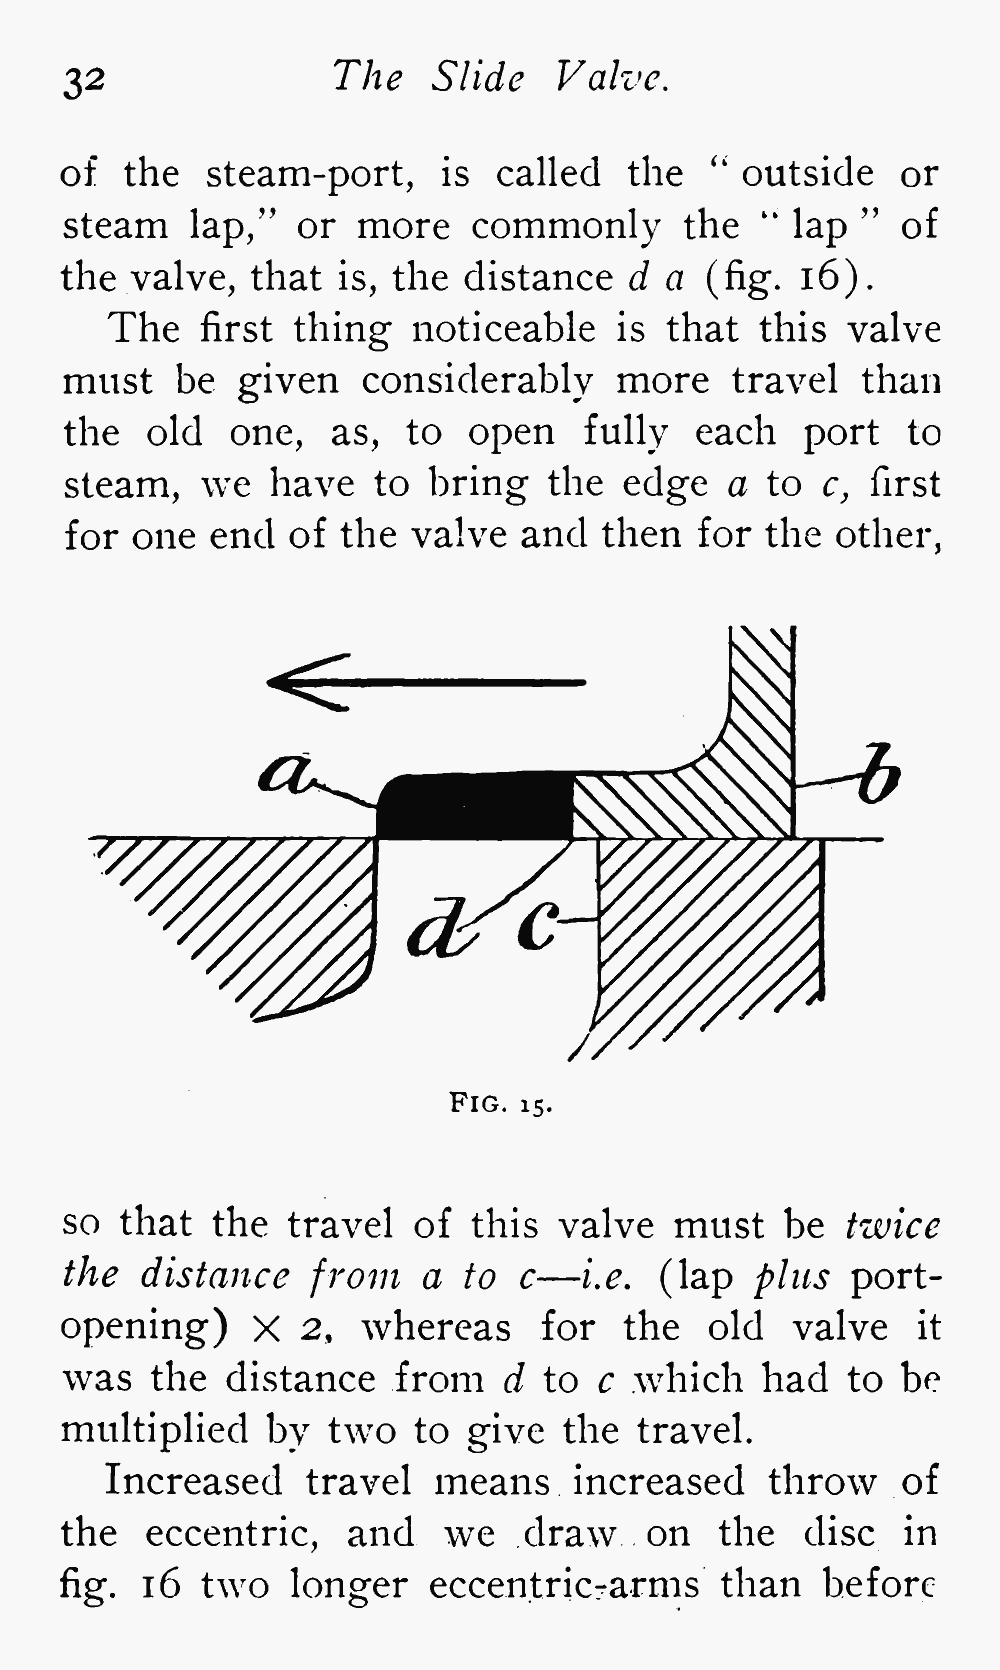 32 The Slide Valve.
of the steam-port, is called the “ outside or
steam lap,” or more commonly the “ lap ” of
the valve, that is, the distance d a (fig. 16).
The first thing noticeable is that this valve
must be given considerably more travel than
the old one, as, to open fully each port to
steam, we have to bring the edge a to c, first
for one end of the valve and then for the other,
a
b
d
c
FIG. 15.
so that the travel of this valve must be twice
the distance from a to c—i.e. (lap plus port-
opening) × 2, whereas for the old valve it
was the distance from d to c which had to be
multiplied by two to give the travel.
Increased travel means increased throw of
the eccentric, and we draw on the disc in
fig. 16 two longer eccentric-arms than before